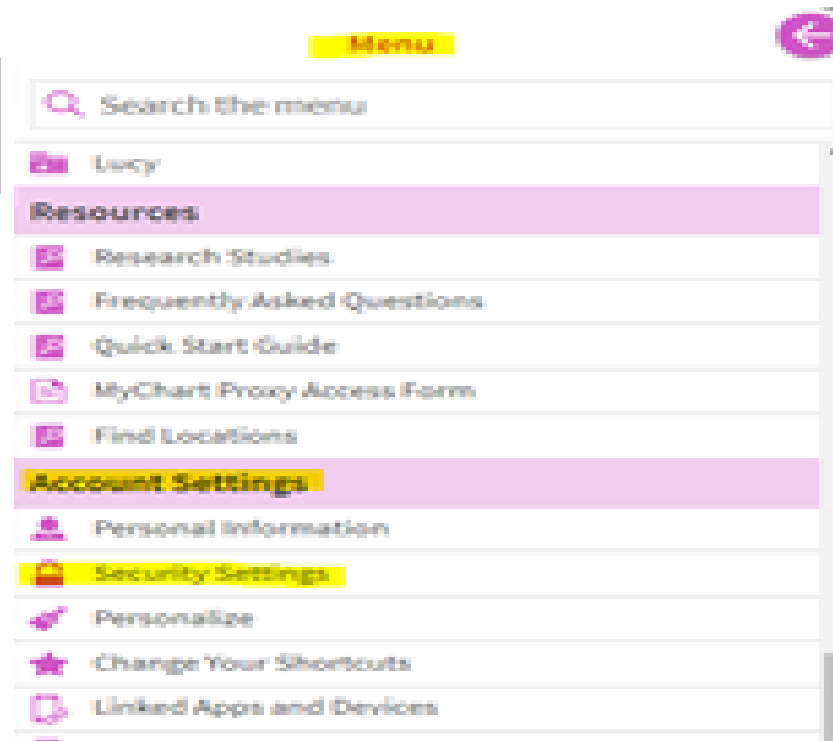 Menu
Search the menu
Lucy
Resources
Research Studies
Frequently Asked Questions
Quick Start Guide
MyChart Proxy Access Form
Find Locations
Account Settings
Personal Information
Security Settings
Personalize
Change Your Shortcuts
Linked Apps and Devices